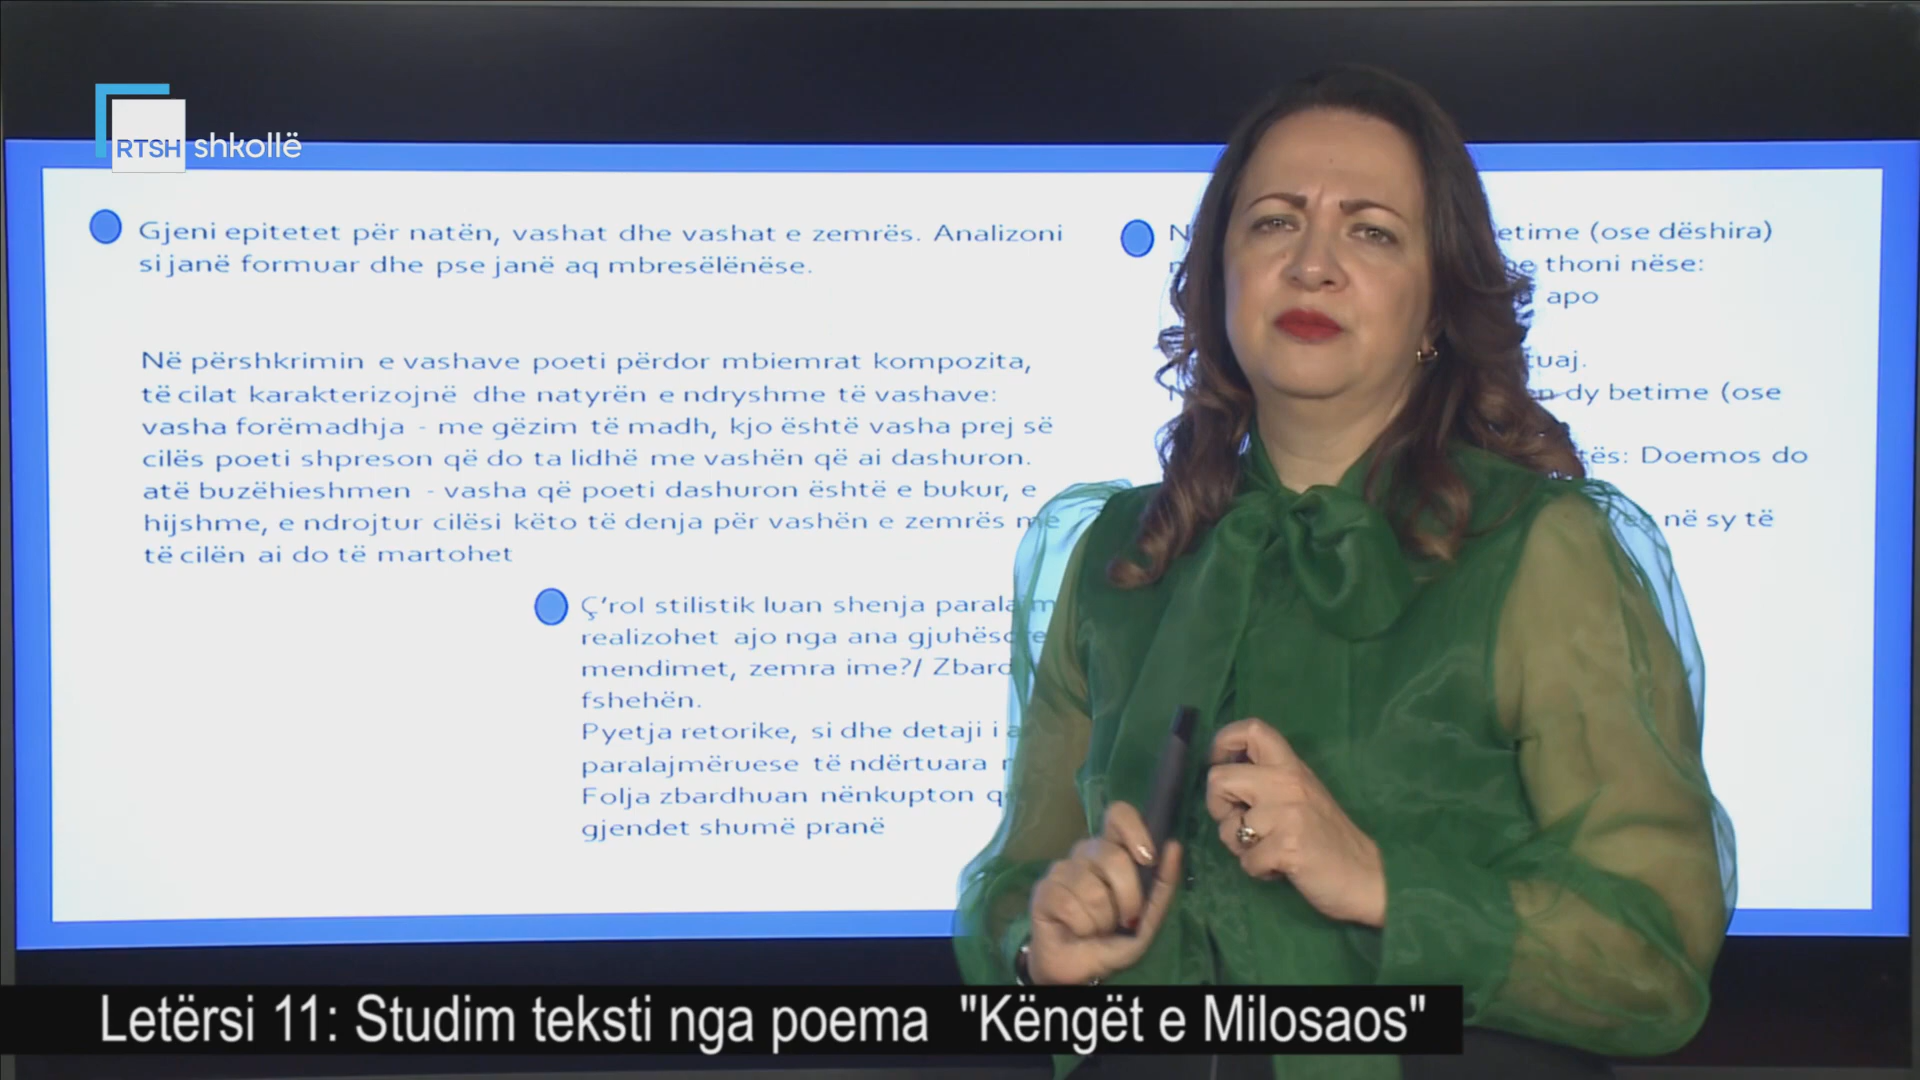 RTSH shkollë
Gjeni epitetet për natën, vashat dhe vashat e zemrës. Analizoni
si janë formuar dhe pse janë aq mbresëlënëse.
Në përshkrimin e vashave poeti përdor mbiemrat kompozita,
të cilat karakterizojnë dhe natyrën e ndryshme të vashave:
vasha forëmadhja - me gëzim të madh, kjo është vasha prej së
cilës poeti shpreson që do ta lidhë me vashën që ai dashuron.
atë buzëhieshmen - vasha që poeti dashuron është e bukur, e
hijshme, e ndrojtur cilësi këto të denja për vashën e zemrës me
të cilën ai do të martohet
Ç'rol stilistik luan shenja
realizohet ajo nga ana
mendimet, zemra ime?/
fshehën.
Pyetja retorike, si dhe detaji i
paralajmëruese të ndërtuara
Folja zbardhuan nënkupton
gjendet shumë pranë
(ose dëshira)
thoni nëse:
apo
dy betime (ose
Doemos do
në sy të
Letërsi 11: Studim teksti nga poema "Këngët e Milosaos"